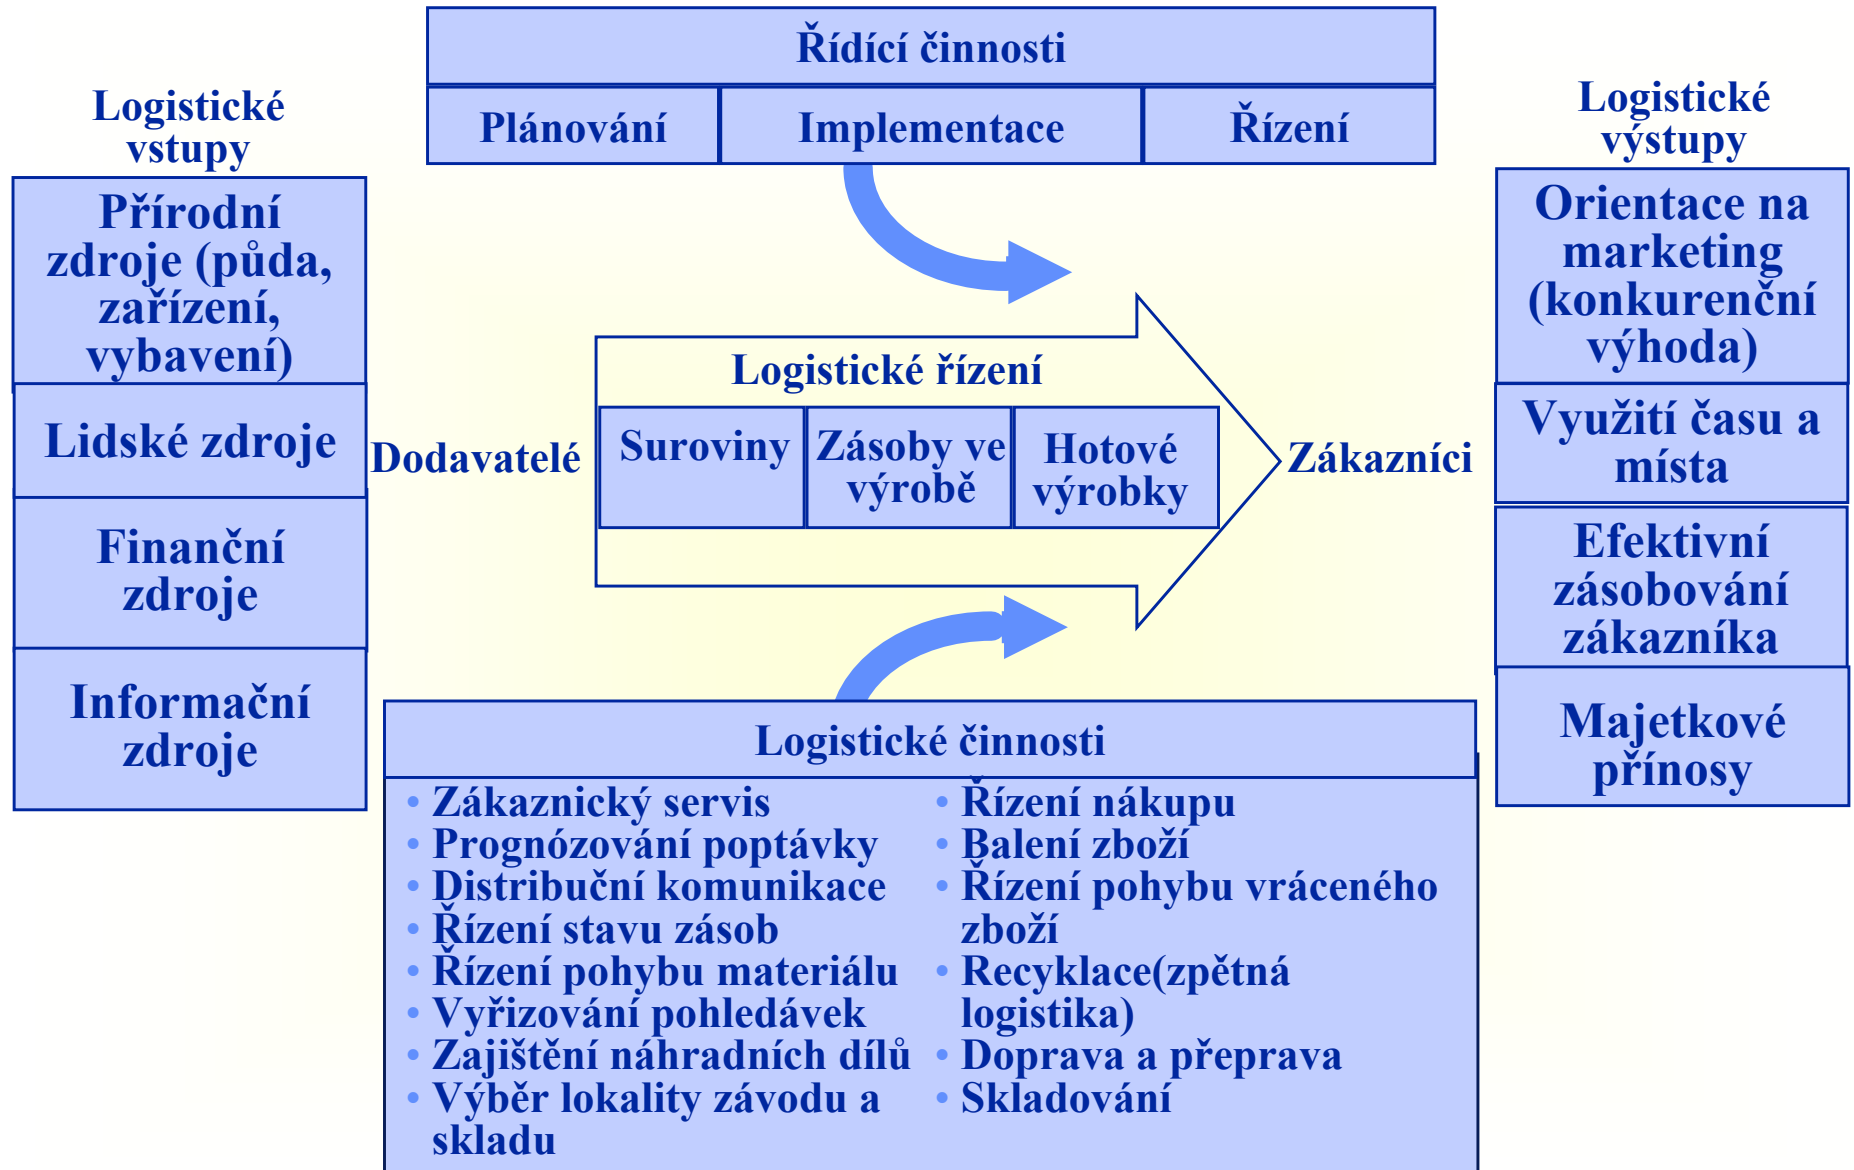 Řídící činnosti
Plánování
Implementace
Řízení
Logistické
vstupy
Přírodní
zdroje (půda,
zařízení,
vybavení)
Lidské zdroje
Finanční
zdroje
Informační
zdroje
Dodavatelé
Logistické řízení
Suroviny
Zásoby ve
výrobě
Hotové
výrobky
Zákazníci
Logistické
výstupy
Orientace na
marketing
(konkurenční
výhoda)
Využití času a
místa
Efektivní
zásobování
zákazníka
Majetkové
přínosy
Logistické činnosti
• Zákaznický servis
• Prognózování poptávky
• Distribuční komunikace
• Řízení stavu zásob
• Řízení pohybu materiálu
• Vyřizování pohledávek
• Zajištění náhradních dílů
• Výběr lokality závodu a
skladu
• Řízení nákupu
• Balení zboží
• Řízení pohybu vráceného
zboží
• Recyklace(zpětná
logistika)
• Doprava a přeprava
• Skladování